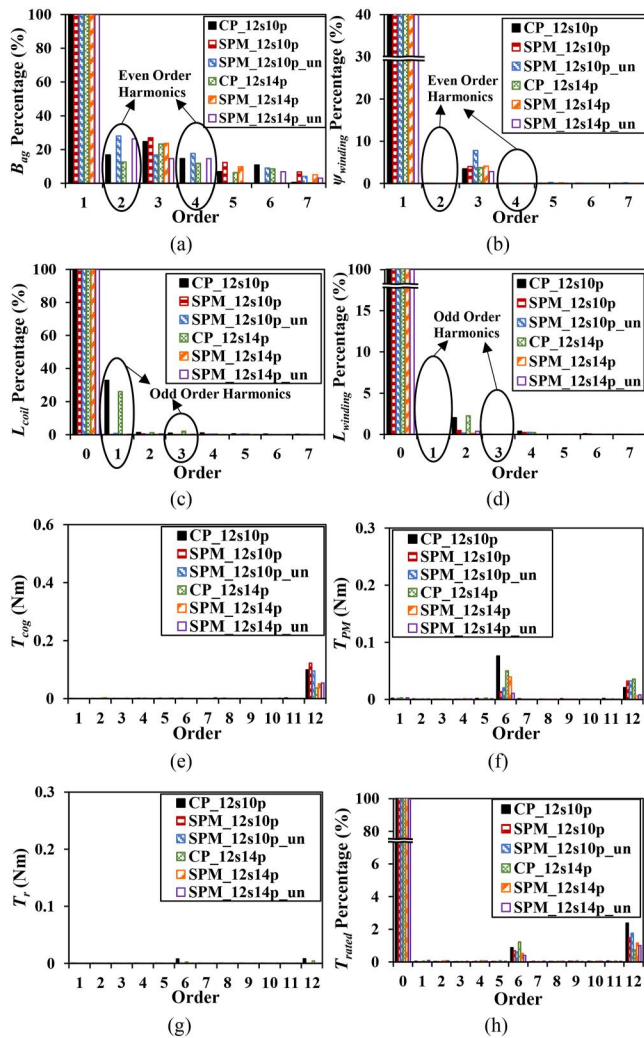 B_ag Percentage (%)
100
80
60
40
20
0
Even Order
Harmonics
CP_12s10p
SPM_12s10p
SPM_12s10p_un
CP_12s14p
SPM_12s14p
SPM_12s14p_un
1 2 3 4 5 6 7
Order
(a)
ψ_winding Percentage (%)
40
30
20
10
0
Even Order
Harmonics
CP_12s10p
SPM_12s10p
SPM_12s10p_un
CP_12s14p
SPM_12s14p
SPM_12s14p_un
1 2 3 4 5 6 7
Order
(b)
L_coil Percentage (%)
100
80
60
40
20
0
CP_12s10p
SPM_12s10p
SPM_12s10p_un
CP_12s14p
SPM_12s14p
SPM_12s14p_un
Odd Order Harmonics
0 1 2 3 4 5 6 7
Order
(c)
L_winding Percentage (%)
100
15
10
5
0
Odd Order
Harmonics
CP_12s10p
SPM_12s10p
SPM_12s10p_un
CP_12s14p
SPM_12s14p
SPM_12s14p_un
0 1 2 3 4 5 6 7
Order
(d)
T_cog (Nm)
0.6
0.4
0.2
0
CP_12s10p
SPM_12s10p
SPM_12s10p_un
CP_12s14p
SPM_12s14p
SPM_12s14p_un
1 2 3 4 5 6 7 8 9 10 11 12
Order
(e)
T_PM (Nm)
0.3
0.2
0.1
0
CP_12s10p
SPM_12s10p
SPM_12s10p_un
CP_12s14p
SPM_12s14p
SPM_12s14p_un
1 2 3 4 5 6 7 8 9 10 11 12
Order
(f)
T_r (Nm)
0.3
0.2
0.1
0
CP_12s10p
SPM_12s10p
SPM_12s10p_un
CP_12s14p
SPM_12s14p
SPM_12s14p_un
1 2 3 4 5 6 7 8 9 10 11 12
Order
(g)
T_rated Percentage (%)
100
80
6
4
2
0
CP_12s10p
SPM_12s10p
SPM_12s10p_un
CP_12s14p
SPM_12s14p
SPM_12s14p_un
0 1 2 3 4 5 6 7 8 9 10 11 12
Order
(h)